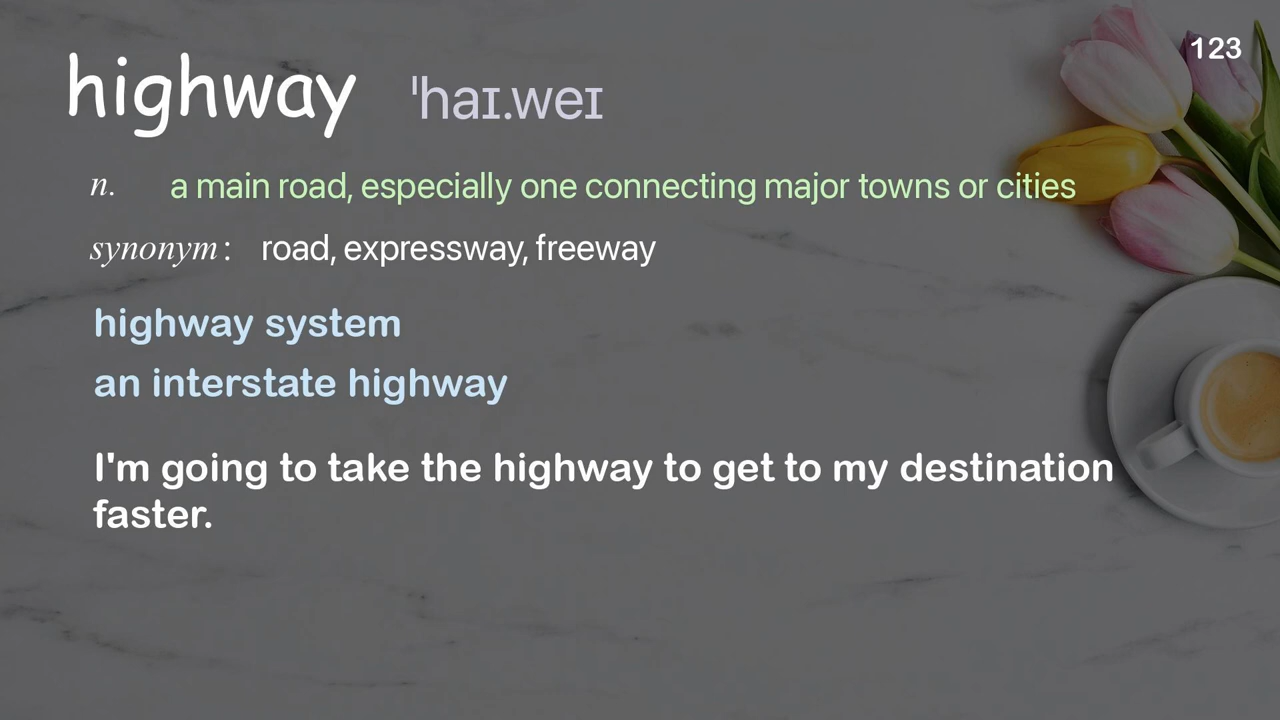 123
highway ˈhaɪ.weɪ
n. a main road, especially one connecting major towns or cities
synonym: road, expressway, freeway
highway system
an interstate highway
I'm going to take the highway to get to my destination
faster.